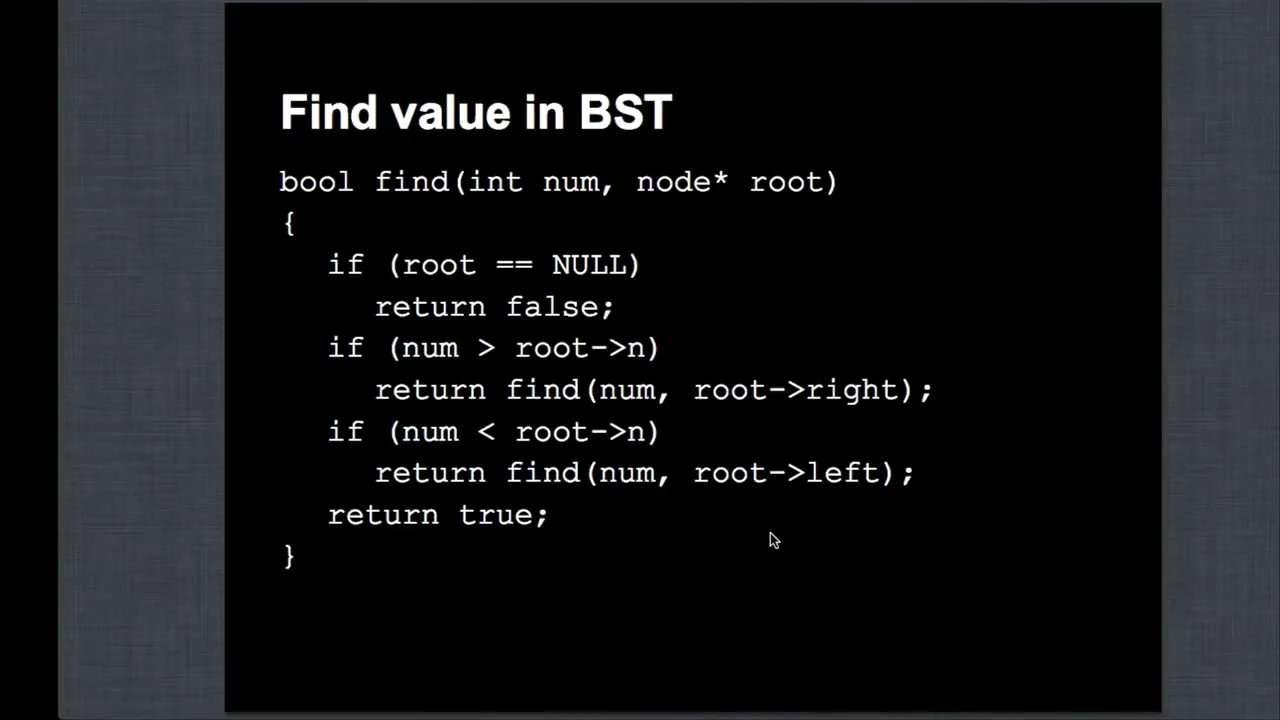 Find value in BST
bool find(int num, node* root)
{
   if (root == NULL)
      return false;
   if (num > root->n)
      return find(num, root->right);
   if (num < root->n)
      return find(num, root->left);
   return true;
}